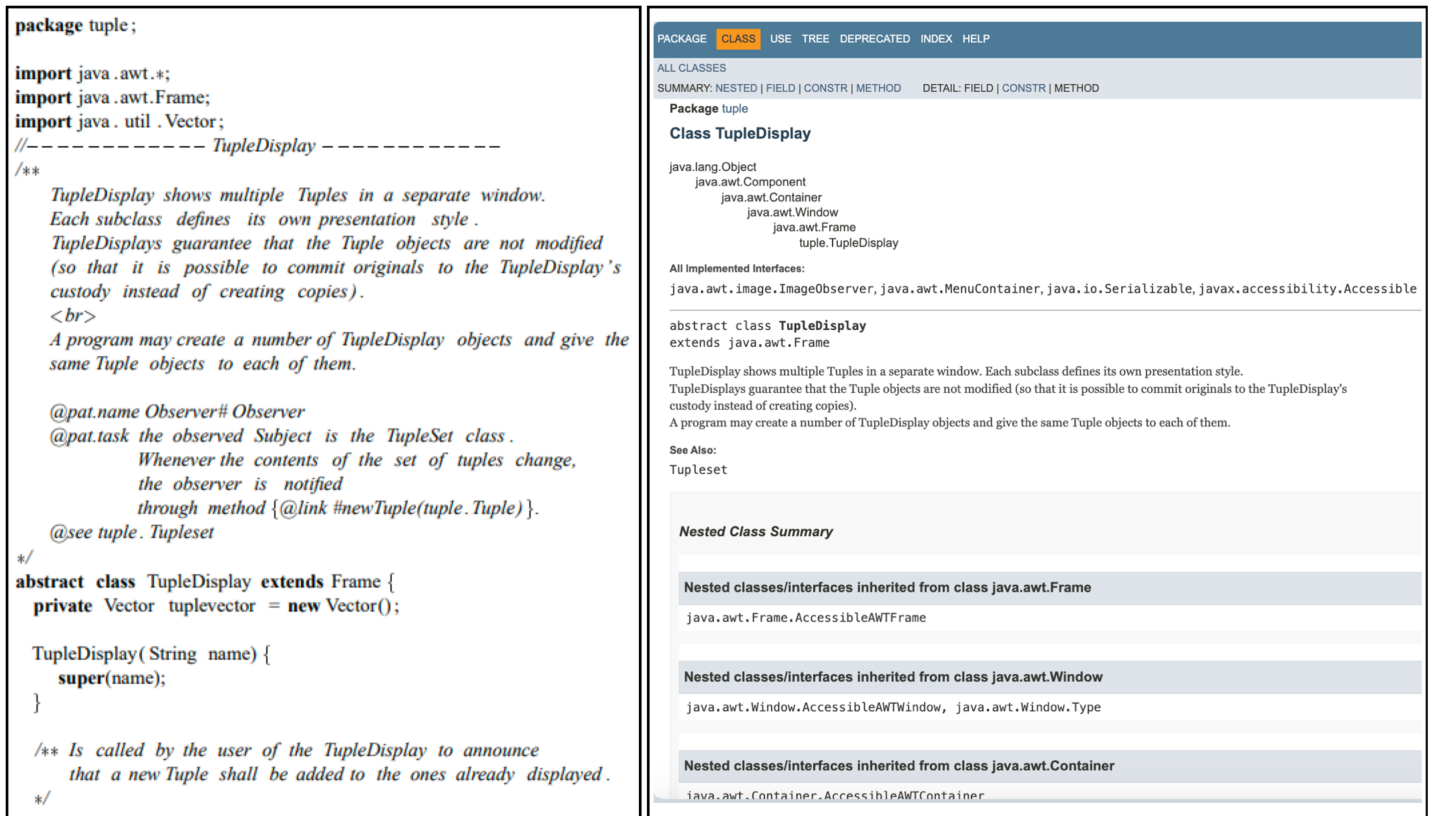 package tuple;
import java.awt.*;
import java.awt.Frame;
import java.util.Vector;
//------------ TupleDisplay ------------
/**
TupleDisplay shows multiple Tuples in a separate window.
Each subclass defines its own presentation style.
TupleDisplays guarantee that the Tuple objects are not modified
(so that it is possible to commit originals to the TupleDisplay's
custody instead of creating copies).
<br>
A program may create a number of TupleDisplay objects and give the
same Tuple objects to each of them.
@pat.name Observer# Observer
@pat.task the observed Subject is the TupleSet class.
Whenever the contents of the set of tuples change,
the observer is notified
through method {@link #newTuple(tuple.Tuple)}.
@see tuple.Tupleset
*/
abstract class TupleDisplay extends Frame {
private Vector tuplevector = new Vector();
TupleDisplay(String name) {
super(name);
}
/** Is called by the user of the TupleDisplay to announce
that a new Tuple shall be added to the ones already displayed.
*/
PACKAGE CLASS USE TREE DEPRECATED INDEX HELP
ALL CLASSES
SUMMARY: NESTED | FIELD | CONSTR | METHOD DETAIL: FIELD | CONSTR | METHOD
Package tuple
Class TupleDisplay
java.lang.Object
java.awt.Component
java.awt.Container
java.awt.Window
java.awt.Frame
tuple.TupleDisplay
All Implemented Interfaces:
java.awt.image.ImageObserver, java.awt.MenuContainer, java.io.Serializable, javax.accessibility.Accessible
abstract class TupleDisplay
extends java.awt.Frame
TupleDisplay shows multiple Tuples in a separate window. Each subclass defines its own presentation style.
TupleDisplays guarantee that the Tuple objects are not modified (so that it is possible to commit originals to the TupleDisplay's
custody instead of creating copies).
A program may create a number of TupleDisplay objects and give the same Tuple objects to each of them.
See Also:
Tupleset
Nested Class Summary
Nested classes/interfaces inherited from class java.awt.Frame
java.awt.Frame.AccessibleAWTFrame
Nested classes/interfaces inherited from class java.awt.Window
java.awt.Window.AccessibleAWTWindow, java.awt.Window.Type
Nested classes/interfaces inherited from class java.awt.Container
java.awt.Container.AccessibleAWTContainer